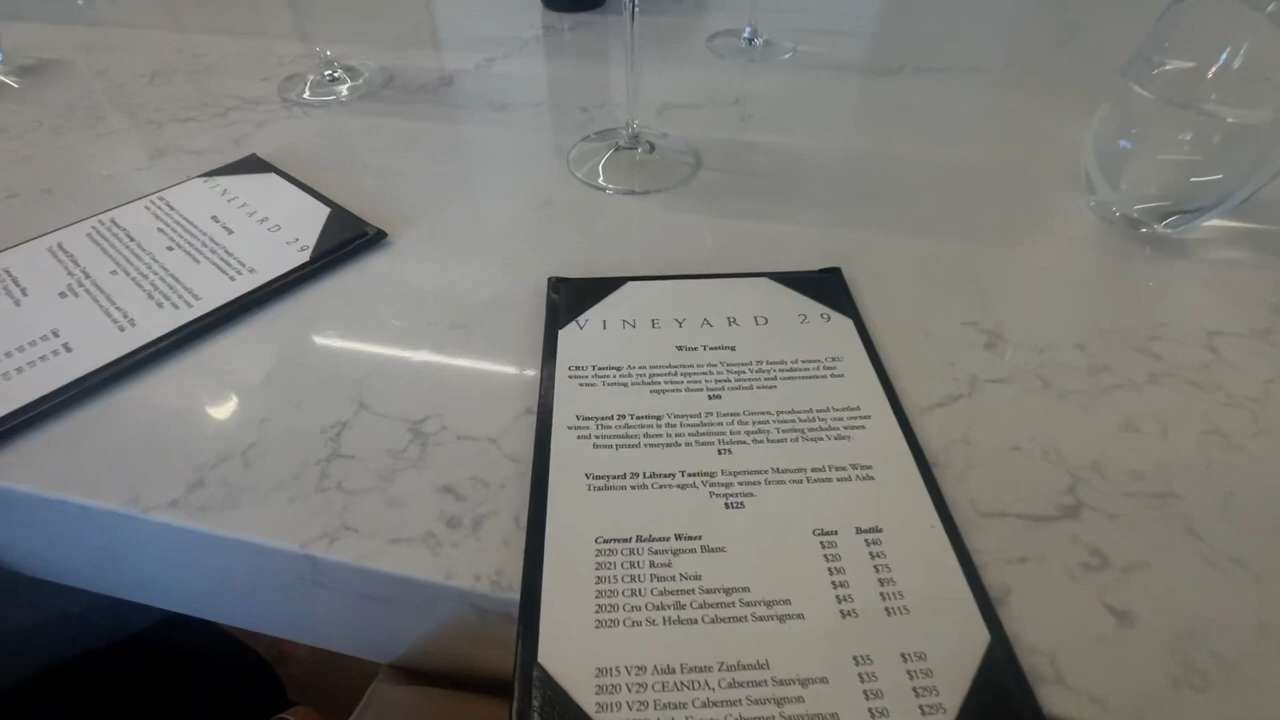 VINEYARD 29
Wine Tasting
VINEYARD 29
Wine Tasting
CRU Tasting: As an introduction to the Vineyard 29 family of wines, CRU
wines share a rich yet graceful approach to Napa Valley's tradition of fine
wine. Tasting includes wines sure to peak interest and conversation that
supports these hand crafted wines
$50
Vineyard 29 Tasting: Vineyard 29 Estate Grown, produced and bottled
wines. This collection is the foundation of the joint vision held by our owner
and winemaker; there is no substitute for quality. Tasting includes wines
from prized vineyards in Saint Helena, the heart of Napa Valley.
$75
Vineyard 29 Library Tasting: Experience Maturity and Fine Wine
Tradition with Cave-aged, Vintage wines from our Estate and Aida
Properties.
$125
Current Release Wines Glass Bottle
2020 CRU Sauvignon Blanc $20 $40
2021 CRU Rosè $20 $45
2015 CRU Pinot Noir $30 $75
2020 CRU Cabernet Sauvignon $40 $95
2020 Cru Oakville Cabernet Sauvignon $45 $115
2020 Cru St. Helena Cabernet Sauvignon $45 $115
2015 V29 Aida Estate Zinfandel $35 $150
2020 V29 CEANDA, Cabernet Sauvignon $35 $150
2019 V29 Estate Cabernet Sauvignon $50 $295
Aida Estate Cabernet Sauvignon $50 $295